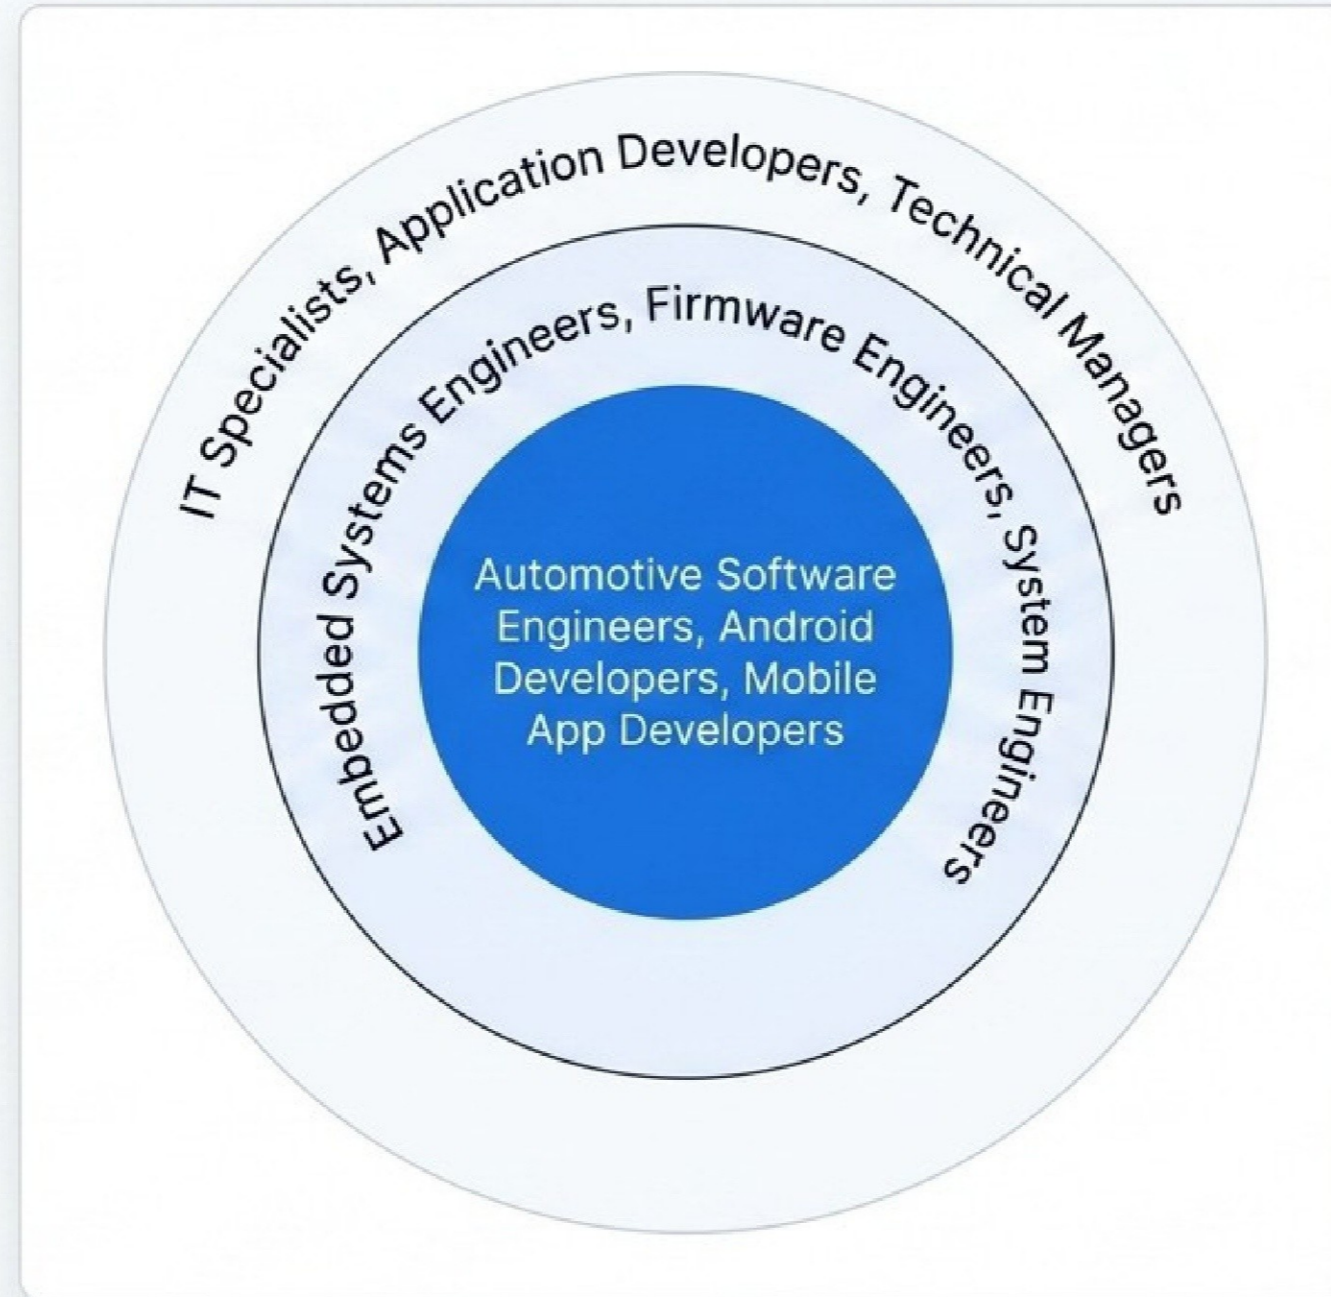 IT Specialists, Application Developers, Technical Managers
Embedded Systems Engineers, Firmware Engineers, System Engineers
Automotive Software
Engineers, Android
Developers, Mobile
App Developers